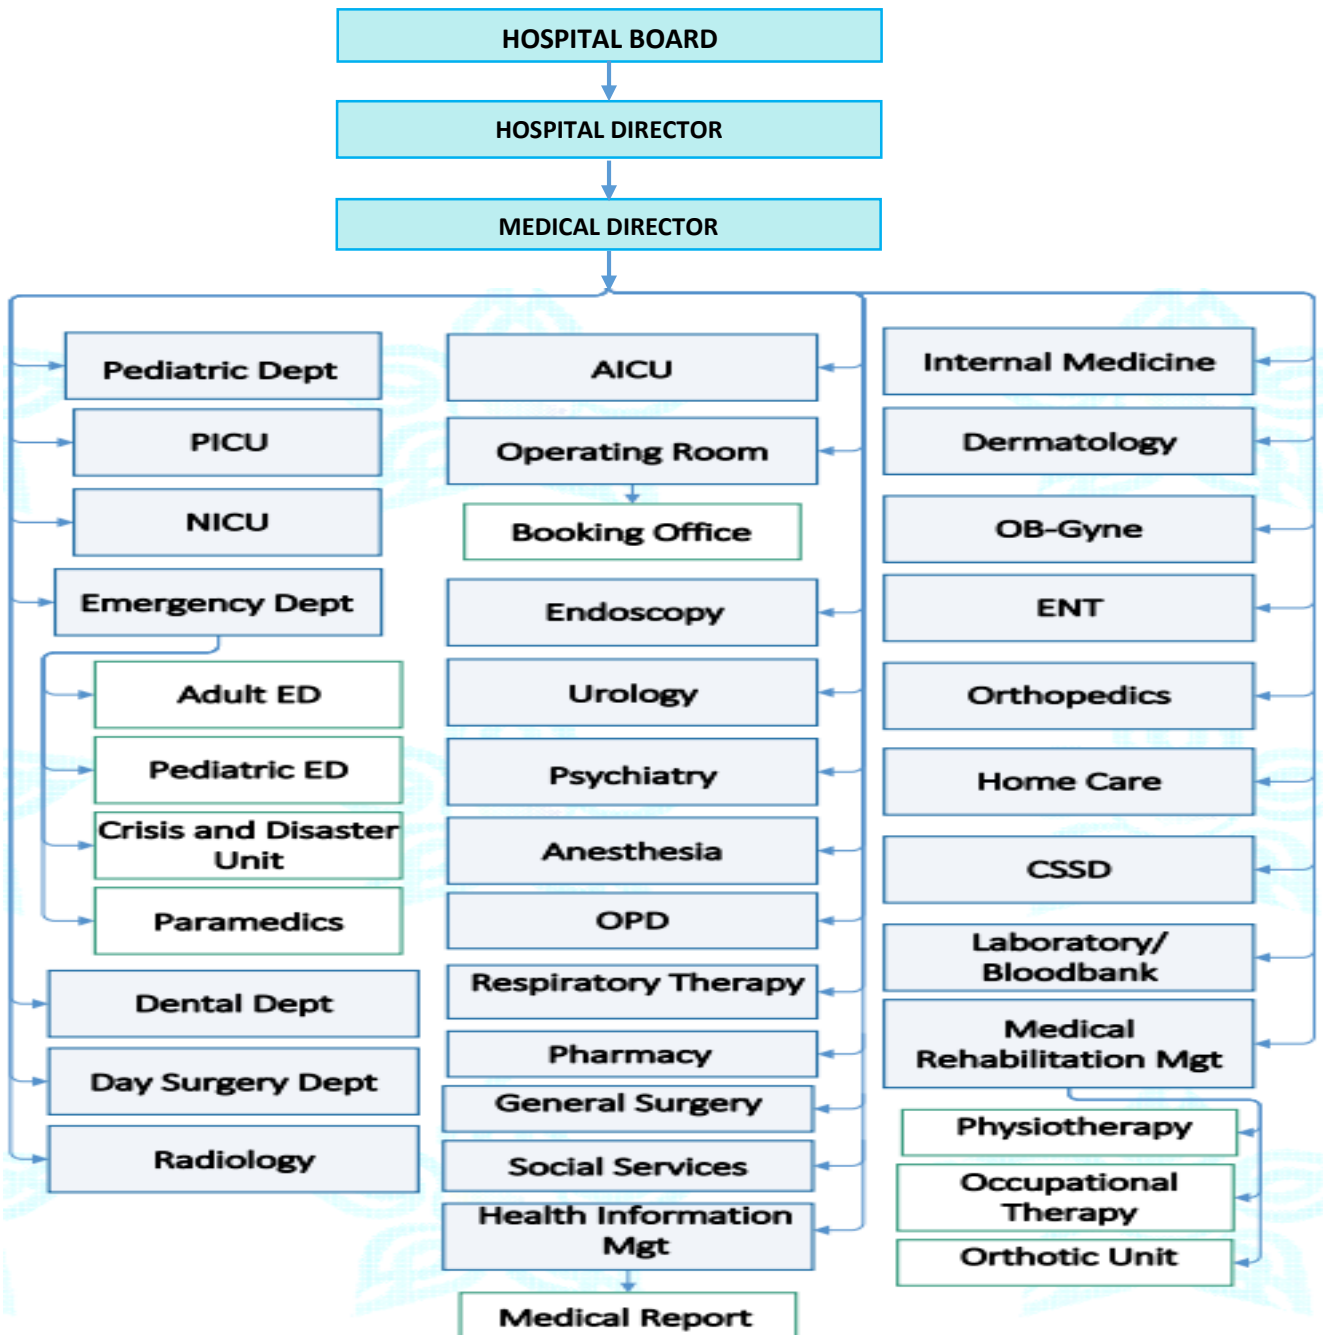 HOSPITAL BOARD
HOSPITAL DIRECTOR
MEDICAL DIRECTOR
Pediatric Dept
PICU
NICU
Emergency Dept
Adult ED
Pediatric ED
Crisis and Disaster
Unit
Paramedics
Dental Dept
Day Surgery Dept
Radiology
AICU
Operating Room
Booking Office
Endoscopy
Urology
Psychiatry
Anesthesia
OPD
Respiratory Therapy
Pharmacy
General Surgery
Social Services
Health Information
Mgt
Medical Report
Internal Medicine
Dermatology
OB-Gyne
ENT
Orthopedics
Home Care
CSSD
Laboratory/
Bloodbank
Medical
Rehabilitation Mgt
Physiotherapy
Occupational
Therapy
Orthotic Unit